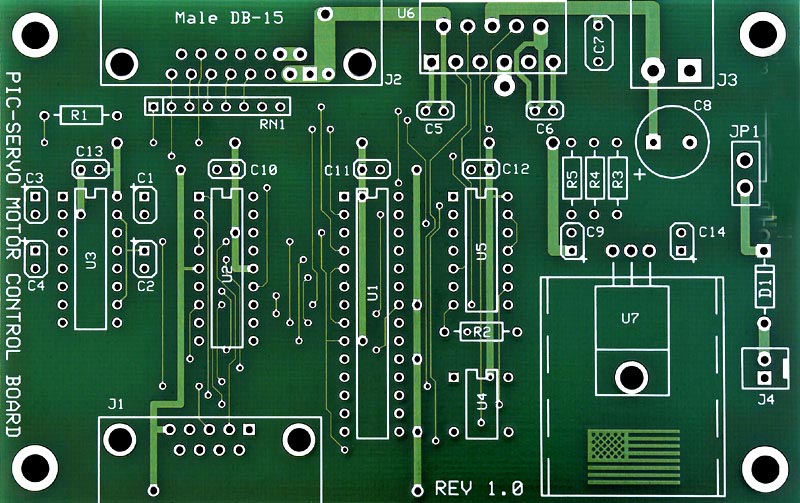 Male DB-15
U6
J2
J3
C7
C8
R1
RN1
C5
C6
JP1
C13
C10
C11
C12
R5
R4
R3
C3
C1
C9
C14
U3
U2
U1
U5
C4
C2
D1
U7
R2
J4
J1
U4
REV 1.0
PIC-SERVO MOTOR CONTROL BOARD